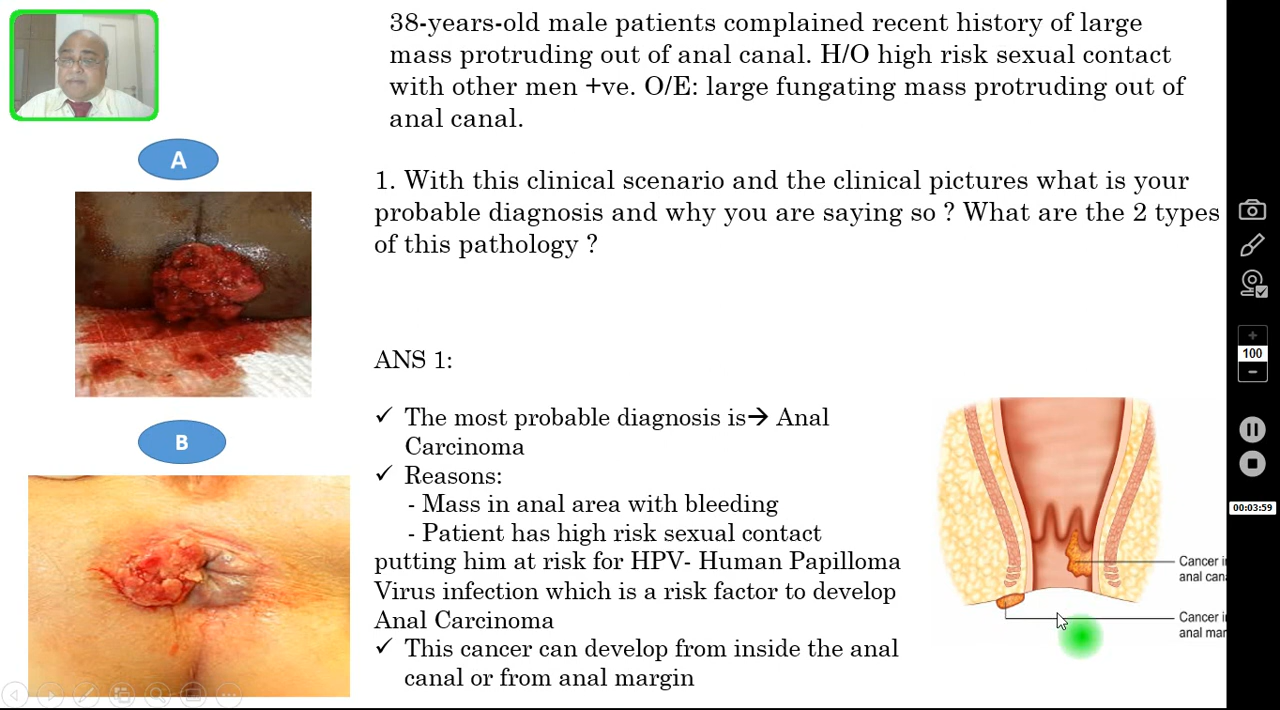 38-years-old male patients complained recent history of large
mass protruding out of anal canal. H/O high risk sexual contact
with other men +ve. O/E: large fungating mass protruding out of
anal canal.
A
1. With this clinical scenario and the clinical pictures what is your
probable diagnosis and why you are saying so ? What are the 2 types
of this pathology ?
ANS 1:
✓ The most probable diagnosis is→ Anal
Carcinoma
✓ Reasons:
- Mass in anal area with bleeding
- Patient has high risk sexual contact
putting him at risk for HPV- Human Papilloma
Virus infection which is a risk factor to develop
Anal Carcinoma
✓ This cancer can develop from inside the anal
canal or from anal margin
B
Cancer i
anal can
Cancer i
anal mar
100
00:03:59